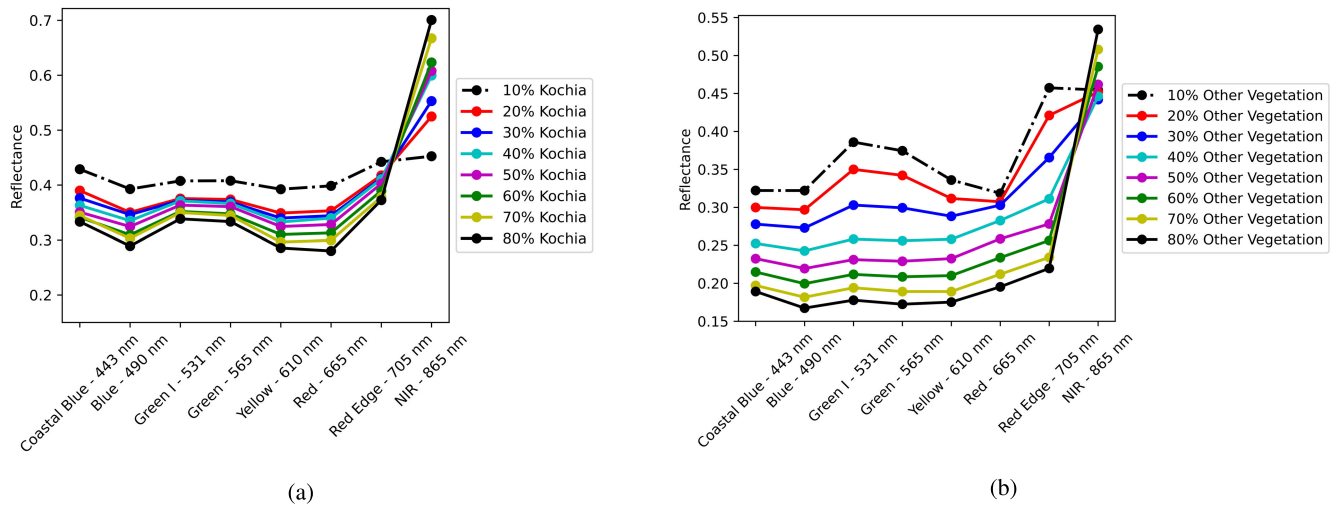 0.7
0.6
0.5
0.4
0.3
0.2
Reflectance
Coastal Blue - 443 nm
Blue - 490 nm
Green I - 531 nm
Green - 565 nm
Yellow - 610 nm
Red - 665 nm
Red Edge - 705 nm
NIR - 865 nm
10% Kochia
20% Kochia
30% Kochia
40% Kochia
50% Kochia
60% Kochia
70% Kochia
80% Kochia
(a)
0.55
0.50
0.45
0.40
0.35
0.30
0.25
0.20
0.15
Reflectance
Coastal Blue - 443 nm
Blue - 490 nm
Green I - 531 nm
Green - 565 nm
Yellow - 610 nm
Red - 665 nm
Red Edge - 705 nm
NIR - 865 nm
10% Other Vegetation
20% Other Vegetation
30% Other Vegetation
40% Other Vegetation
50% Other Vegetation
60% Other Vegetation
70% Other Vegetation
80% Other Vegetation
(b)